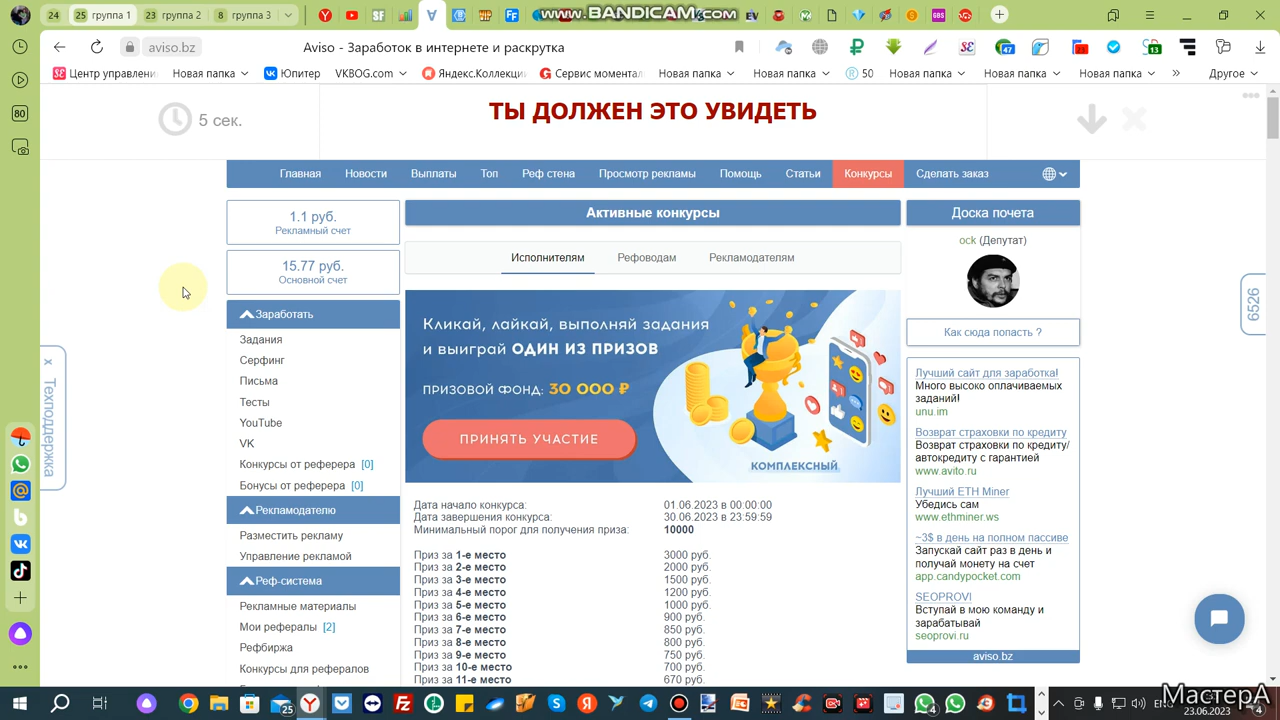 24 группа 1
23 группа 2
8 группа 3
www.BANDICAM.com
aviso.bz
Aviso - Заработок в интернете и раскрутка
47
21
13
Центр управлени
Новая папка
Юпитер
VKBOG.com
Яндекс.Коллекци
Сервис моментал
Новая папка
Новая папка
50
Новая папка
Новая папка
Новая папка
»
Другое
80
5 сек.
ТЫ ДОЛЖЕН ЭТО УВИДЕТЬ
Главная
Новости
Выплаты
Топ
Реф стена
Просмотр рекламы
Помощь
Статьи
Конкурсы
Сделать заказ
1.1 руб.
Рекламный счет
15.77 руб.
Основной счет
Заработать
Задания
Серфинг
Письма
Тесты
YouTube
VK
Конкурсы от реферера [0]
Бонусы от реферера [0]
Рекламодателю
Разместить рекламу
Управление рекламой
Реф-система
Рекламные материалы
Мои рефералы [2]
Рефбиржа
Конкурсы для рефералов
x Техподдержка
Активные конкурсы
Исполнителям
Рефоводам
Рекламодателям
Кликай, лайкай, выполняй задания
и выиграй ОДИН ИЗ ПРИЗОВ
ПРИЗОВОЙ ФОНД: 30 000 ₽
ПРИНЯТЬ УЧАСТИЕ
КОМПЛЕКСНЫЙ
Дата начало конкурса: 01.06.2023 в 00:00:00
Дата завершения конкурса: 30.06.2023 в 23:59:59
Минимальный порог для получения приза: 10000
Приз за 1-е место 3000 руб.
Приз за 2-е место 2000 руб.
Приз за 3-е место 1500 руб.
Приз за 4-е место 1200 руб.
Приз за 5-е место 1000 руб.
Приз за 6-е место 900 руб.
Приз за 7-е место 850 руб.
Приз за 8-е место 800 руб.
Приз за 9-е место 750 руб.
Приз за 10-е место 700 руб.
Приз за 11-е место 670 руб.
Доска почета
ock (Депутат)
Как сюда попасть ?
Лучший сайт для заработка!
Много высоко оплачиваемых
заданий!
unu.im
Возврат страховки по кредиту
Возврат страховки по кредиту/
автокредиту с гарантией
www.avito.ru
Лучший ETH Miner
Убедись сам
www.ethminer.ws
~3$ в день на полном пассиве
Запускай сайт раз в день и
получай монету на счет
app.candypocket.com
SEOPROVI
Вступай в мою команду и
зарабатывай
seoprovi.ru
aviso.bz
6526
25
4
ENG
МастерА
23.06.2023
4